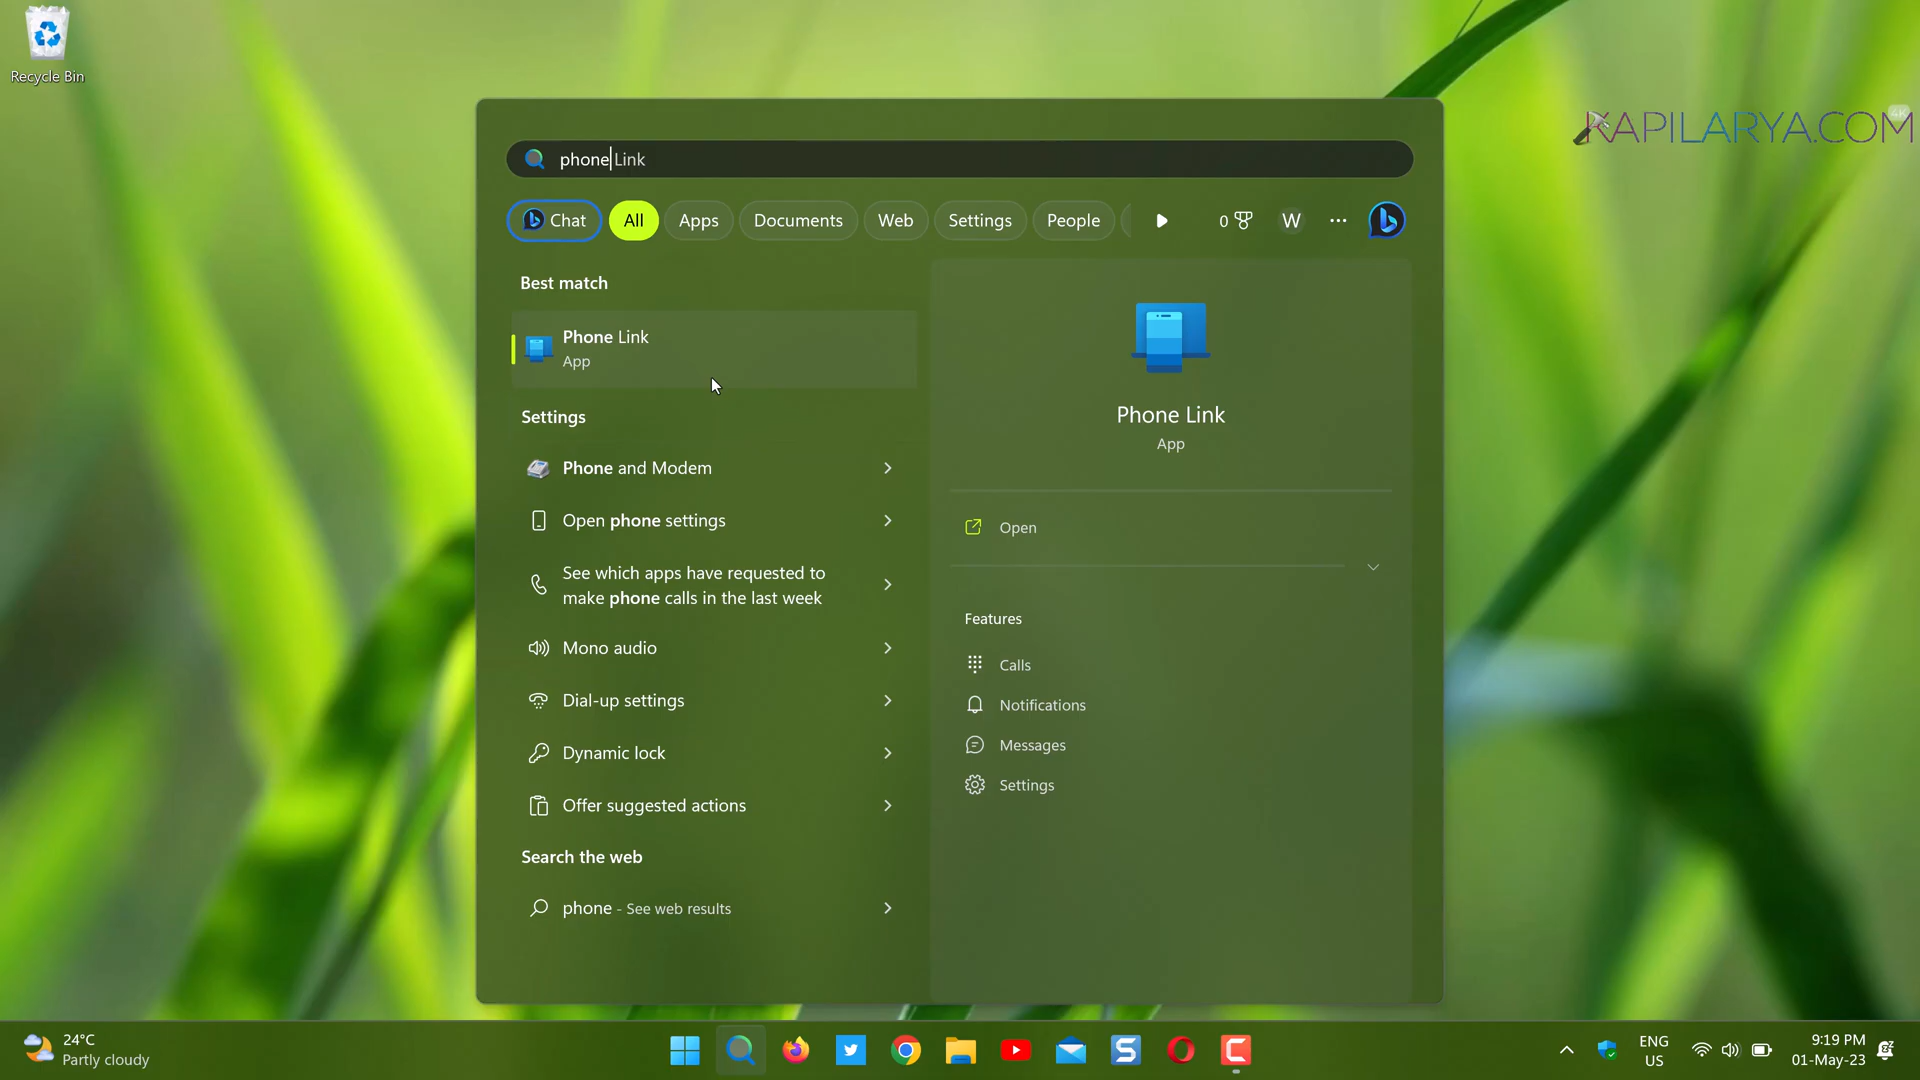 Recycle Bin
4K
KAPILARYA.COM
phone Link
Chat
All
Apps
Documents
Web
Settings
People
0
W
Best match
Phone Link
App
Settings
Phone and Modem
Open phone settings
See which apps have requested to
make phone calls in the last week
Mono audio
Dial-up settings
Dynamic lock
Offer suggested actions
Search the web
phone - See web results
Phone Link
App
Open
Features
Calls
Notifications
Messages
Settings
24°C
Partly cloudy
ENG
US
9:19 PM
01-May-23